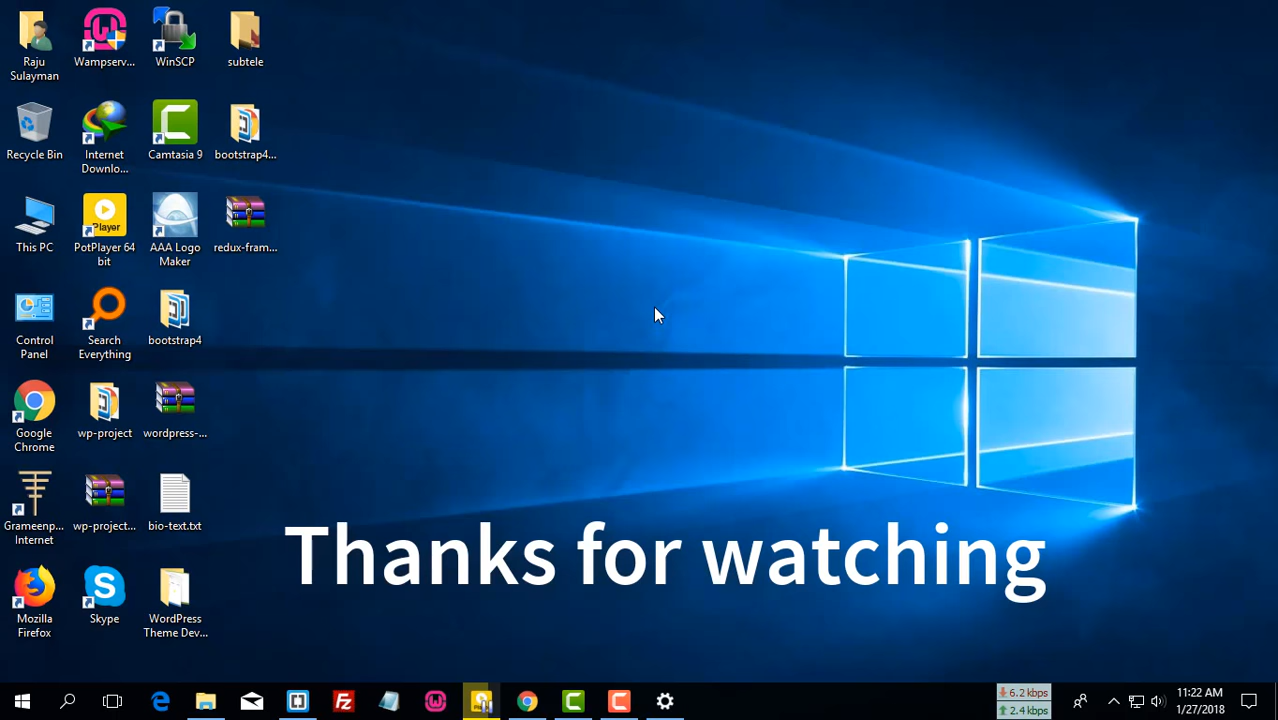 Raju
Sulayman
Wampserv...
WinSCP
subtele
Recycle Bin
Internet
Downlo...
Camtasia 9
bootstrap4...
This PC
Player
PotPlayer 64
bit
AAA Logo
Maker
redux-fram...
Control
Panel
Search
Everything
bootstrap4
Google
Chrome
wp-project
wordpress-...
Grameenp...
Internet
wp-project...
bio-text.txt
Mozilla
Firefox
Skype
WordPress
Theme Dev...
Thanks for watching
6.2 kbps
2.4 kbps
11:22 AM
1/27/2018